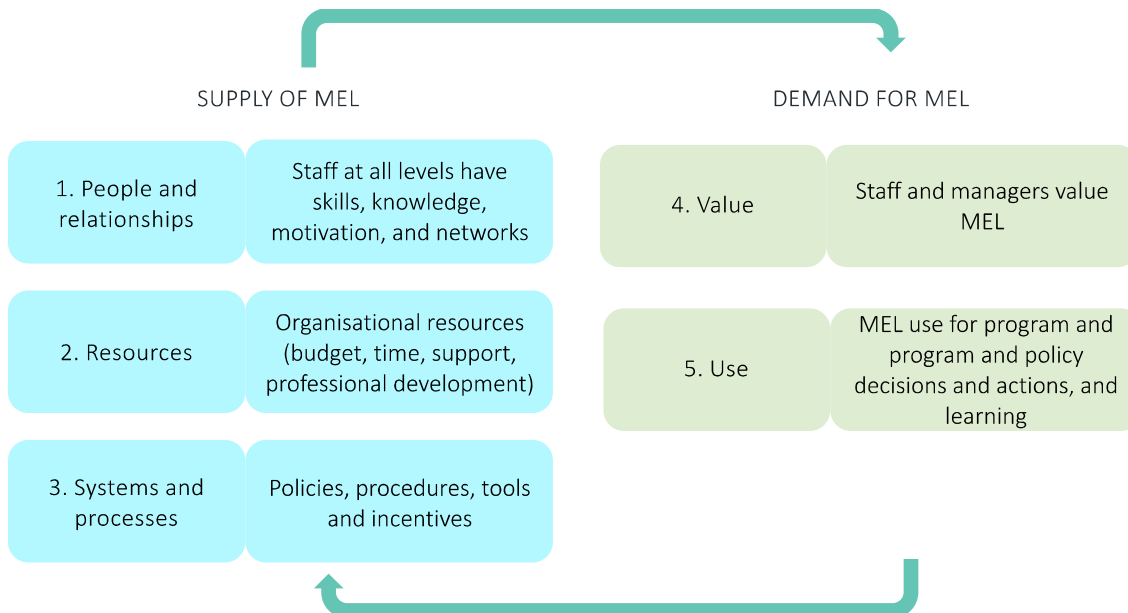 SUPPLY OF MEL
DEMAND FOR MEL
1. People and
relationships
Staff at all levels have
skills, knowledge,
motivation, and networks
2. Resources
Organisational resources
(budget, time, support,
professional development)
3. Systems and
processes
Policies, procedures, tools
and incentives
4. Value
Staff and managers value
MEL
5. Use
MEL use for program and
program and policy
decisions and actions, and
learning